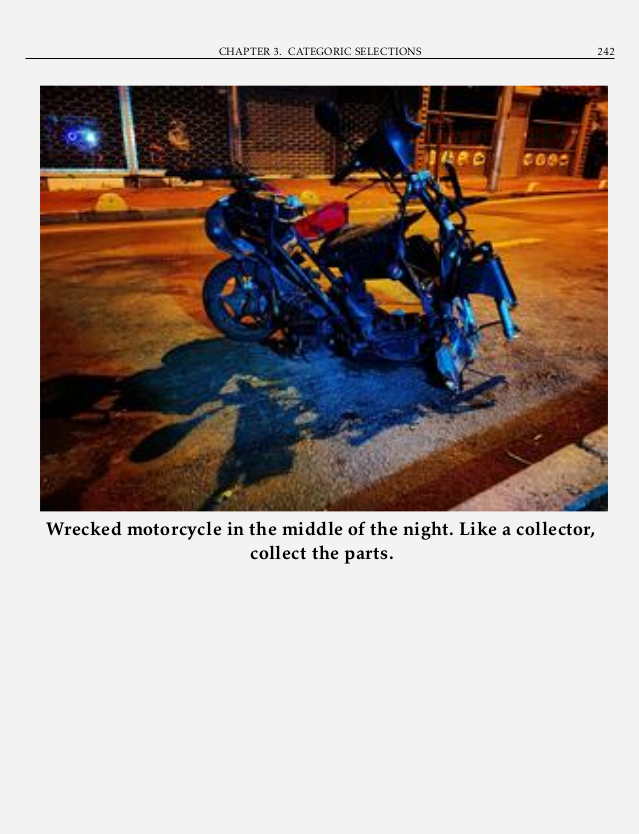 CHAPTER 3. CATEGORIC SELECTIONS 242
Wrecked motorcycle in the middle of the night. Like a collector,
collect the parts.